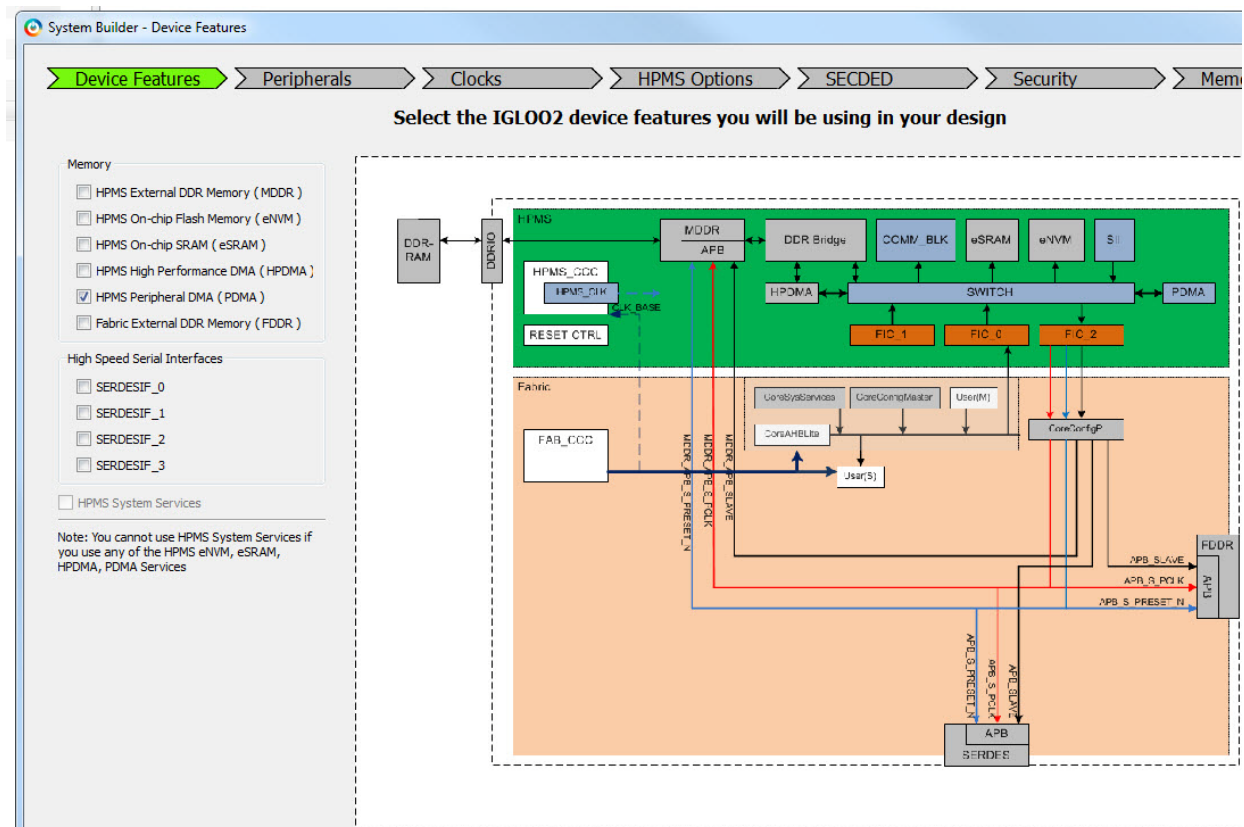 System Builder - Device Features
Device Features
Peripherals
Clocks
HPMS Options
SECDED
Security
Mem
Select the IGLOO2 device features you will be using in your design
Memory
HPMS External DDR Memory ( MDDR )
HPMS On-chip Flash Memory ( eNVM )
HPMS On-chip SRAM ( eSRAM )
HPMS High Performance DMA ( HPDMA )
HPMS Peripheral DMA ( PDMA )
Fabric External DDR Memory ( FDDR )
High Speed Serial Interfaces
SERDESIF_0
SERDESIF_1
SERDESIF_2
SERDESIF_3
HPMS System Services
Note: You cannot use HPMS System Services if
you use any of the HPMS eNVM, eSRAM,
HPDMA, PDMA Services
HPMS
DDR-
RAM
DDRIO
MDDR
APB
DDR Bridge
COMM_BLK
eSRAM
eNVM
SII
HPMS_CCC
HPMS_CLK
CLK_BASE
HPDMA
SWITCH
PDMA
RESET CTRL
FIC_1
FIC_0
FIC_2
Fabric
CoreSysServices
CoreConfigMaster
User(M)
CoreAHBLite
CoreConfigP
FAB_CCC
User(S)
MDDR_APB_S_PRESET_N
MDDR_APB_S_PCLK
MDDR_APB_SLAVE
FDDR
APB
APB_SLAVE
APB_S_PCLK
APB_S_PRESET_N
APB_S_PRESET_N
APB_S_PCLK
APB_SLAVE
APB
SERDES